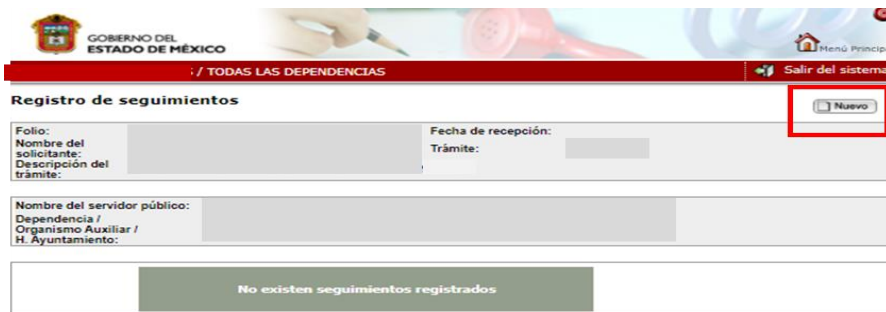 GOBIERNO DEL
ESTADO DE MÉXICO
Menú Princip
/ TODAS LAS DEPENDENCIAS
Salir del sistema
Registro de seguimientos
Nuevo
Folio:
Fecha de recepción:
Nombre del
solicitante:
Trámite:
Descripción del
trámite:
Nombre del servidor público:
Dependencia /
Organismo Auxiliar /
H. Ayuntamiento:
No existen seguimientos registrados